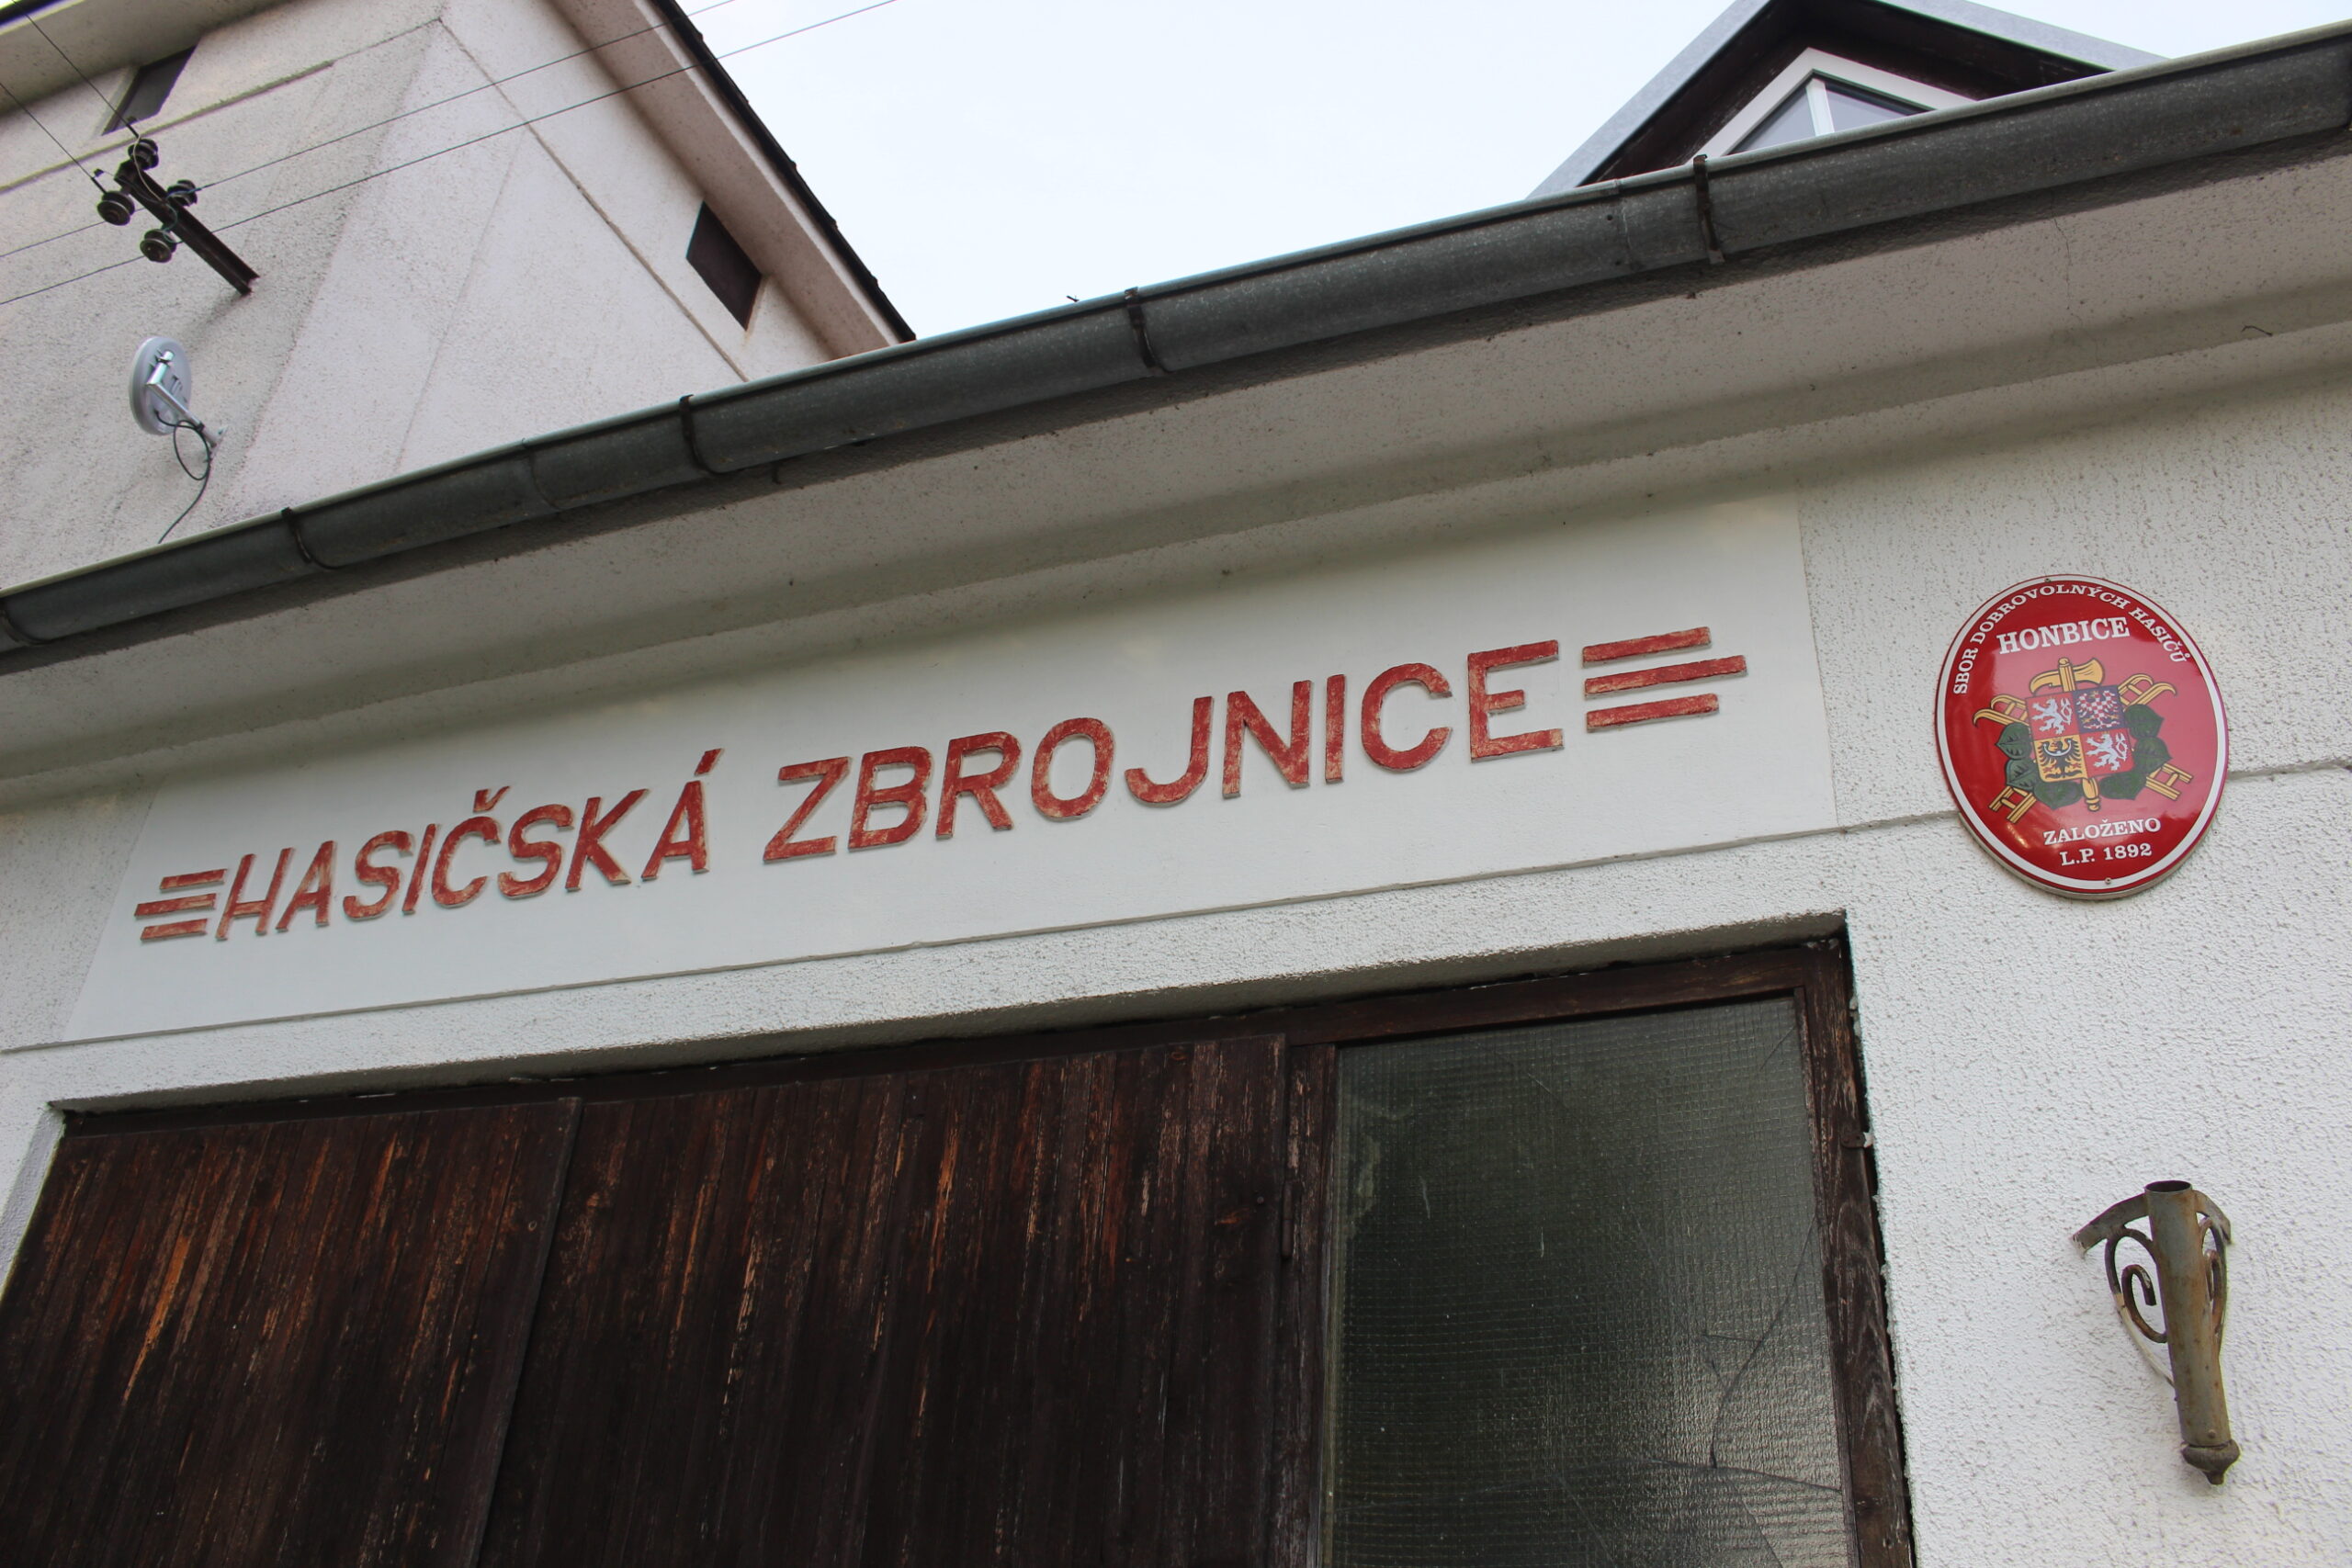 HASIČSKÁ ZBROJNICE
SBOR DOBROVOLNÝCH HASIČŮ
HONBICE
ZALOŽENO
L.P. 1892